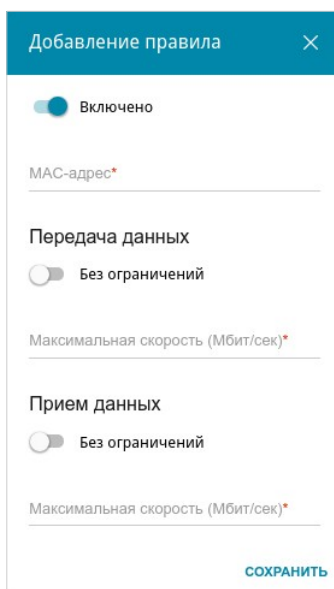 Добавление правила
Включено
MAC-адрес*
Передача данных
Без ограничений
Максимальная скорость (Мбит/сек)*
Прием данных
Без ограничений
Максимальная скорость (Мбит/сек)*
СОХРАНИТЬ